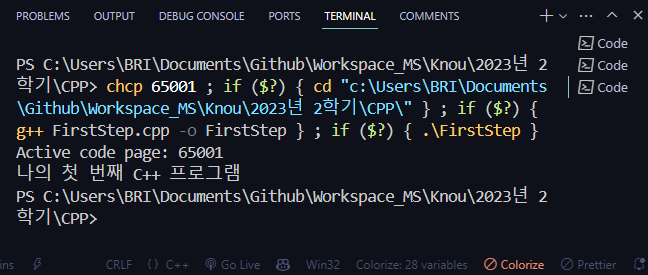 PROBLEMS OUTPUT DEBUG CONSOLE PORTS TERMINAL COMMENTS
PS C:\Users\BRI\Documents\Github\Workspace_MS\Knou\2023년 2
학기\CPP> chcp 65001 ; if ($?) { cd "c:\Users\BRI\Documents
\Github\Workspace_MS\Knou\2023년 2학기\CPP\" } ; if ($?) {
g++ FirstStep.cpp -o FirstStep } ; if ($?) { .\FirstStep }
Active code page: 65001
나의 첫 번째 C++ 프로그램
PS C:\Users\BRI\Documents\Github\Workspace_MS\Knou\2023년 2
학기\CPP>
Code
Code
Code
CRLF {} C++ Go Live Win32 Colorize: 28 variables Colorize Prettier